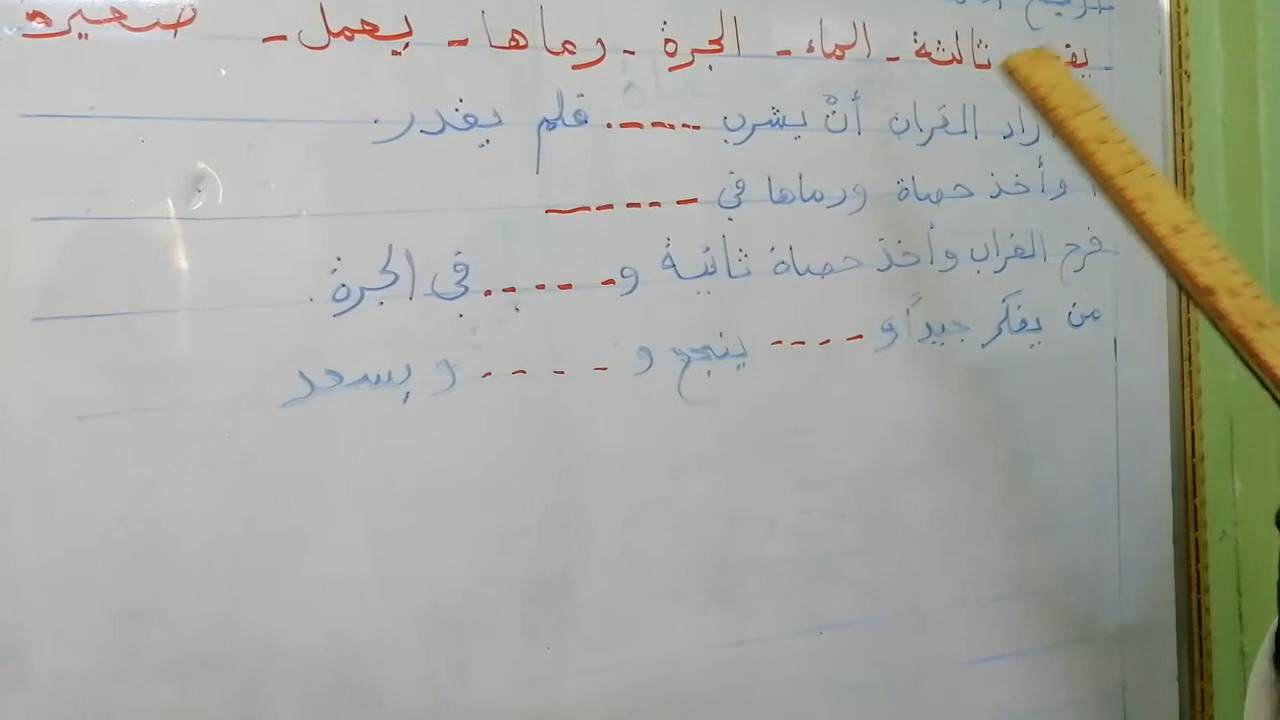 ثالثة - الماء - الجرة - رماها - يعمل - صغيرة
راد الغراب أنْ يشرب ----. فلم يقدر.
وأخذ حصاة ورماها في ------
فرح الغراب وأخذ حصاة ثانية و----- في الجرة.
من يفكر جيداً و ---- ينجح و ---- و يسعد